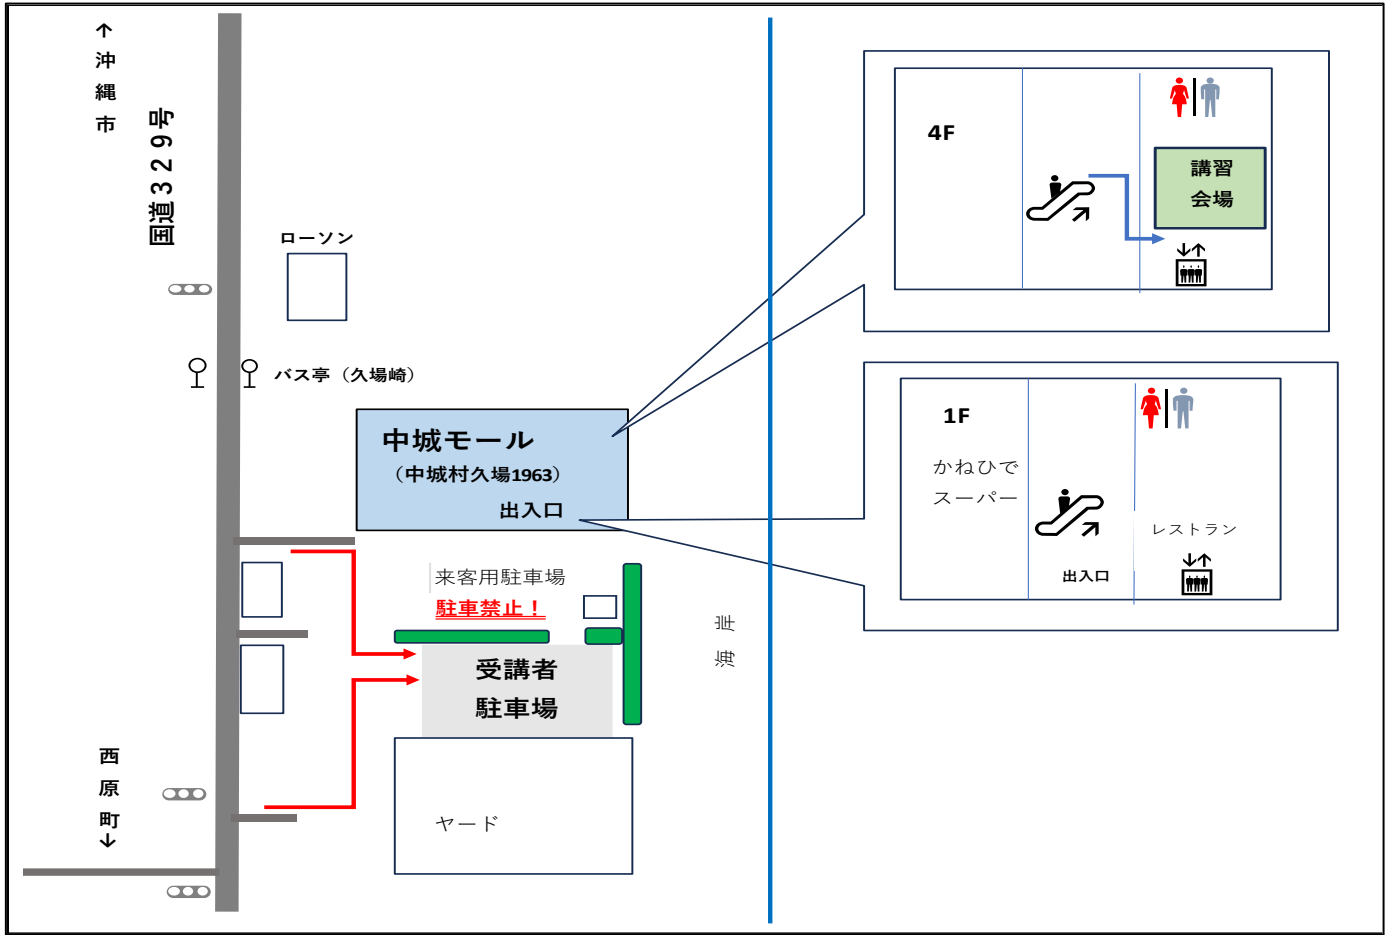 ↑沖縄市
国道３２９号
ローソン
バス亭（久場崎）
中城モール
（中城村久場1963）
出入口
来客用駐車場
駐車禁止！
受講者
駐車場
ヤード
西原町↓
海岸
4F
講習
会場
1F
かねひで
スーパー
レストラン
出入口